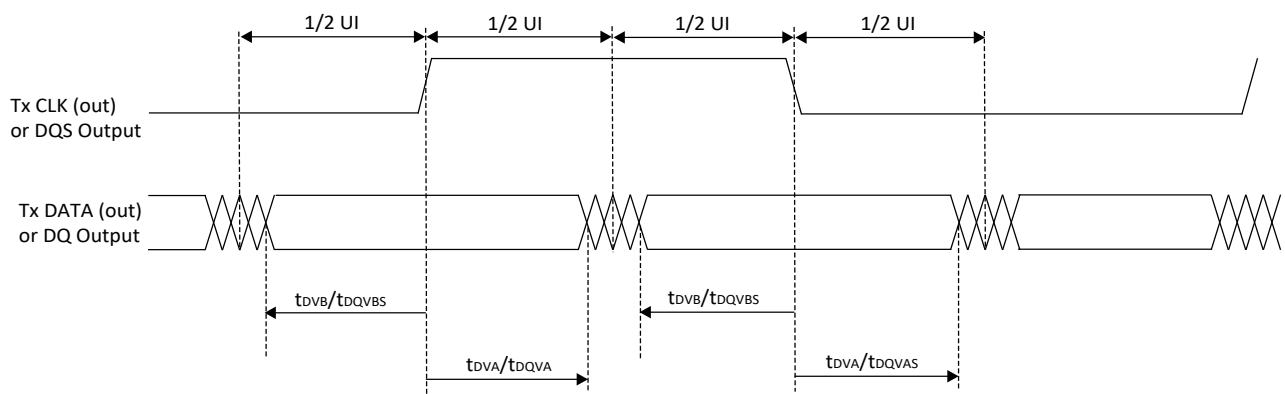 1/2 UI
1/2 UI
1/2 UI
1/2 UI
Tx CLK (out)
or DQS Output
Tx DATA (out)
or DQ Output
tDVB/tDQVBS
tDVB/tDQVBS
tDVA/tDQVA
tDVA/tDQVAS